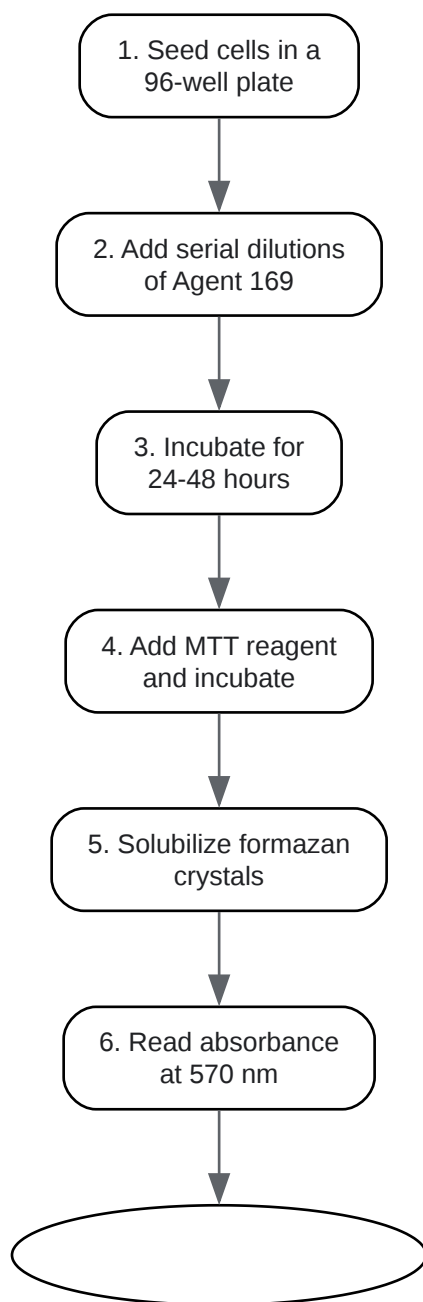 1. Seed cells in a
96-well plate
2. Add serial dilutions
of Agent 169
3. Incubate for
24-48 hours
4. Add MTT reagent
and incubate
5. Solubilize formazan
crystals
6. Read absorbance
at 570 nm